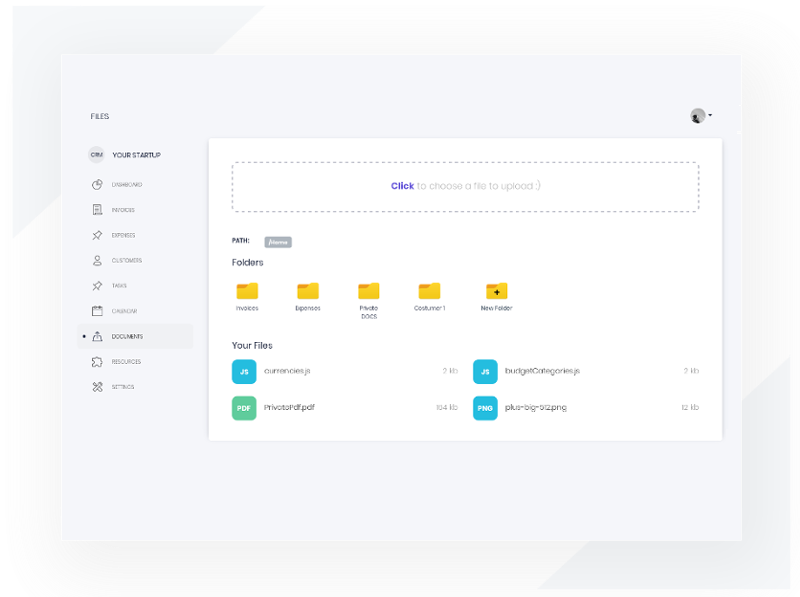 FILES
CRM YOUR STARTUP
DASHBOARD
INVOICES
EXPENSES
CUSTOMERS
TASKS
CALENDAR
DOCUMENTS
RESOURCES
SETTINGS
Click to choose a file to upload :)
PATH: /Home
Folders
Invoices
Expenses
Private
DOCS
Costumer 1
New Folder
Your Files
JS currencies.js 2 kb
JS budgetCategories.js 2 kb
PDF PrivatePdf.pdf 104 kb
PNG plus-big-512.png 12 kb